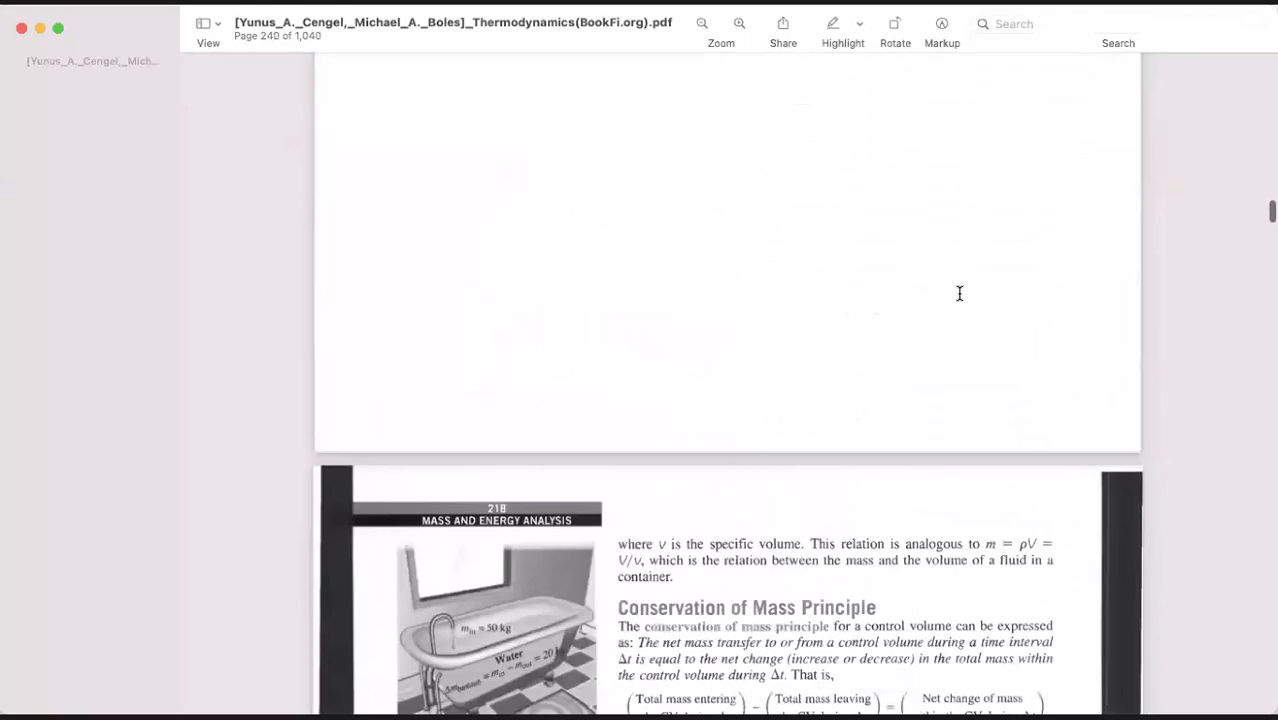 [Yunus_A._Cengel,_Michael_A._Boles]_Thermodynamics(BookFi.org).pdf
Page 240 of 1,040
View
Zoom
Share
Highlight
Rotate
Markup
Search
Search
[Yunus_A._Cengel,_Mich...
218
MASS AND ENERGY ANALYSIS
where v is the specific volume. This relation is analogous to m = ρV =
V/v, which is the relation between the mass and the volume of a fluid in a
container.
Conservation of Mass Principle
The conservation of mass principle for a control volume can be expressed
as: The net mass transfer to or from a control volume during a time interval
Δt is equal to the net change (increase or decrease) in the total mass within
the control volume during Δt. That is,
(Total mass entering) − (Total mass leaving) = (Net change of mass)
min = 50 kg
Water
Δmbathtub = min − mout = 20 kg